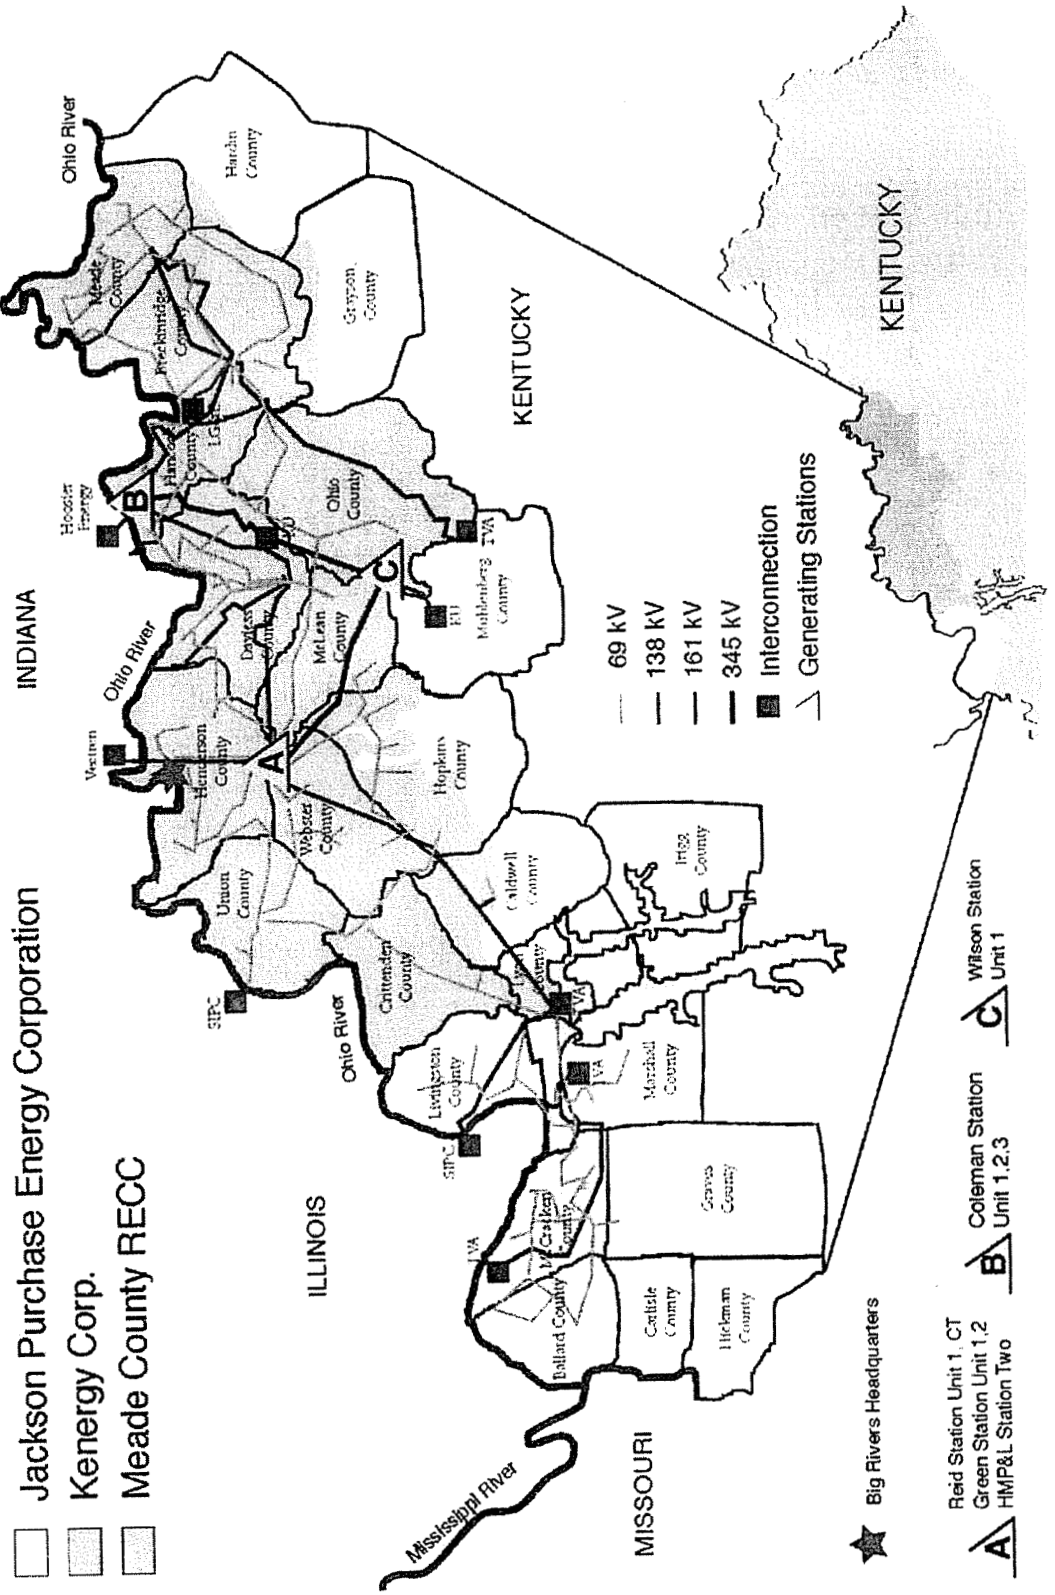 Jackson Purchase Energy Corporation
Kenergy Corp.
Meade County RECC
INDIANA
ILLINOIS
MISSOURI
KENTUCKY
KENTUCKY
Ohio River
Ohio River
Ohio River
Mississippi River
Hoosier
Energy
Vectren
SIPC
SIPC
TVA
TVA
Meade
County
Breckinridge
County
Hardin
County
Grayson
County
County
Ohio
County
Daviess
County
McLean
County
Muhlenberg
County
Henderson
County
Hopkins
County
Webster
County
Union
County
Crittenden
County
Caldwell
County
Lyon
County
Trigg
County
Livingston
County
Marshall
County
McCracken
County
Graves
County
Ballard County
Carlisle
County
Hickman
County
A
B
C
69 kV
138 kV
161 kV
345 kV
Interconnection
Generating Stations
Big Rivers Headquarters
A
Reid Station Unit 1, CT
Green Station Unit 1,2
HMP&L Station Two
B
Coleman Station
Unit 1,2,3
C
Wilson Station
Unit 1